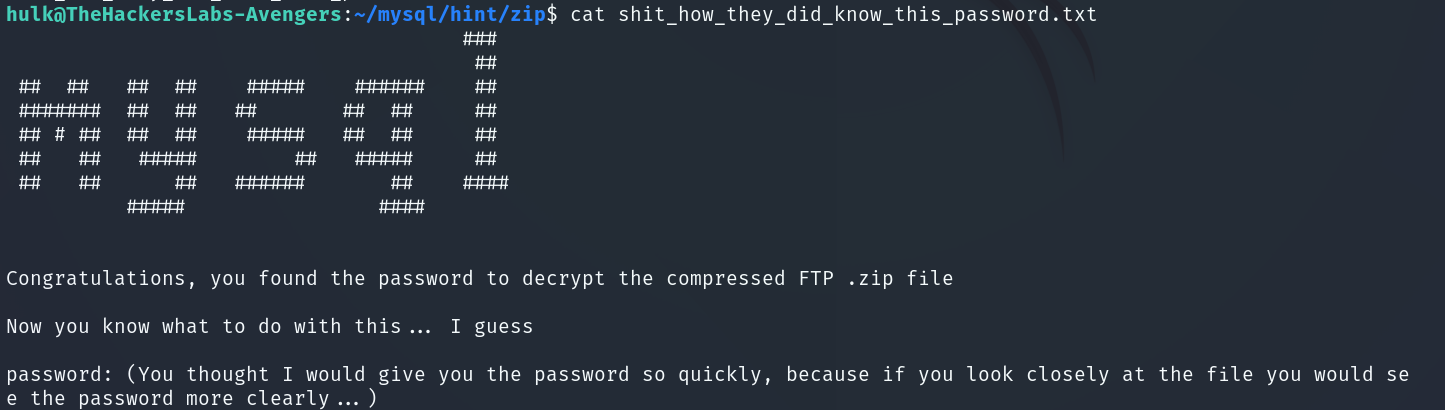 hulk@TheHackersLabs-Avengers:~/mysql/hint/zip$ cat shit_how_they_did_know_this_password.txt
                                      ###
                                       ##
 ##   ##   ##  ##    #####    ######    ##
 #######  ##  ##   ##       ##  ##     ##
 ## # ##  ##  ##    #####   ##  ##     ##
 ##   ##   #####        ##   #####     ##
 ##   ##      ##   ######       ##    ####
          #####                ####
Congratulations, you found the password to decrypt the compressed FTP .zip file
Now you know what to do with this... I guess
password: (You thought I would give you the password so quickly, because if you look closely at the file you would se
e the password more clearly...)